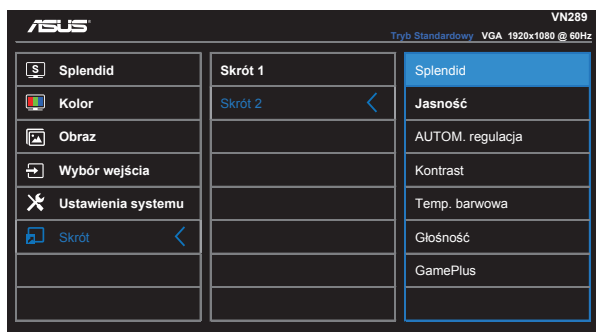 ASUS
VN289
Tryb Standardowy VGA 1920x1080 @ 60Hz
S Splendid
Kolor
Obraz
Wybór wejścia
Ustawienia systemu
Skrót
Skrót 1
Skrót 2
Splendid
Jasność
AUTOM. regulacja
Kontrast
Temp. barwowa
Głośność
GamePlus